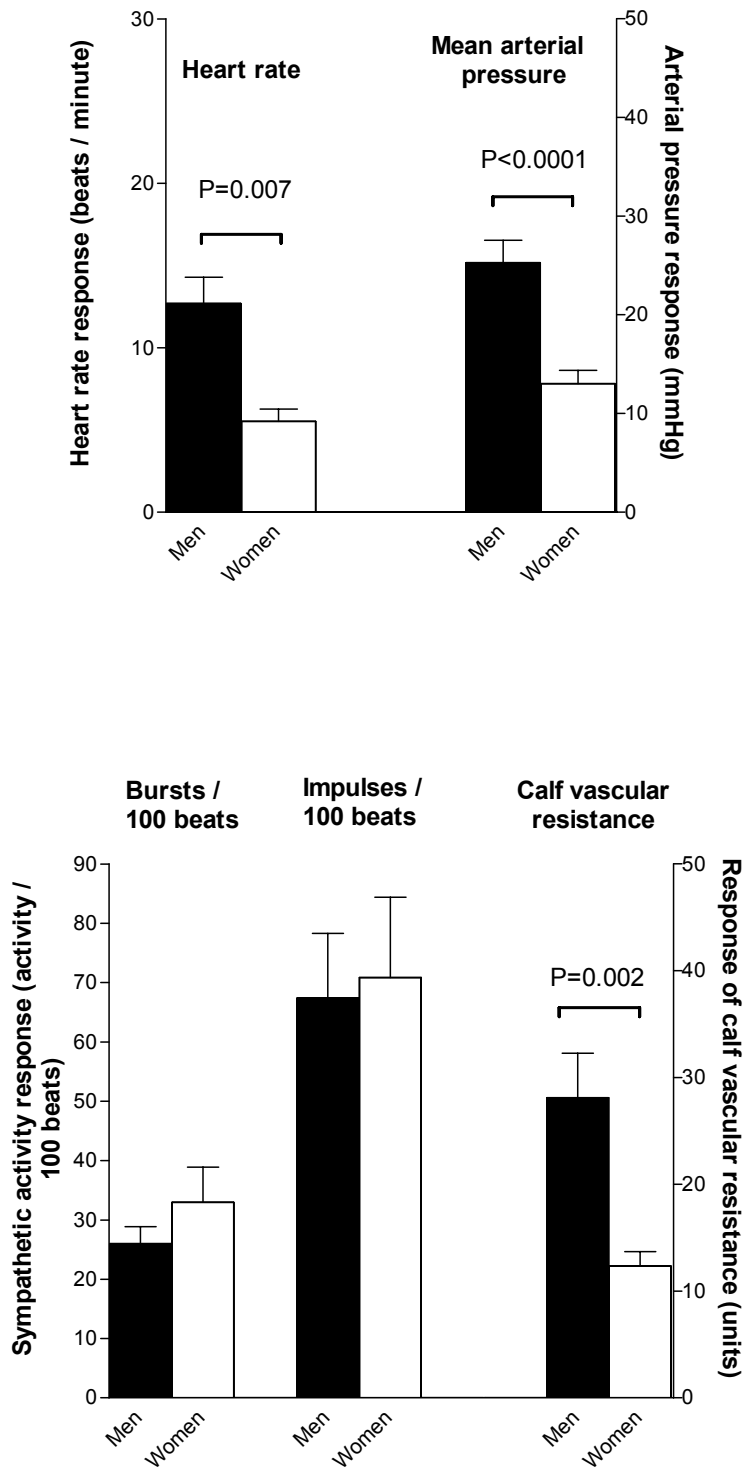 Heart rate response (beats / minute)
30
20
10
0
Heart rate
P=0.007
Men
Women
Mean arterial
pressure
P<0.0001
Men
Women
50
40
30
20
10
0
Arterial pressure response (mmHg)
Sympathetic activity response (activity /
100 beats)
90
80
70
60
50
40
30
20
10
0
Bursts /
100 beats
Men
Women
Impulses /
100 beats
Men
Women
Calf vascular
resistance
P=0.002
Men
Women
50
40
30
20
10
0
Response of calf vascular resistance (units)